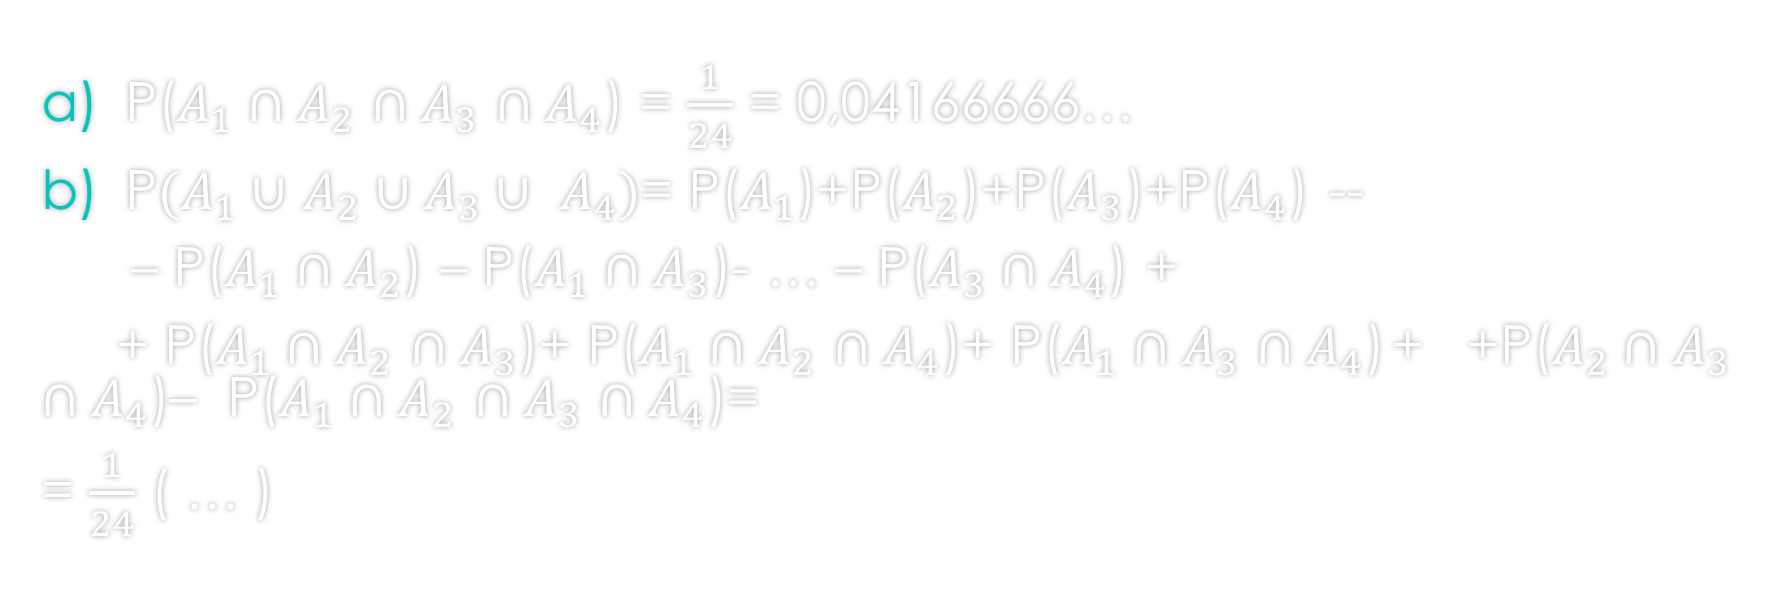 a) P(A₁ ∩ A₂ ∩ A₃ ∩ A₄) = 1/24 = 0,04166666...
b) P(A₁ ∪ A₂ ∪ A₃ ∪ A₄)= P(A₁)+P(A₂)+P(A₃)+P(A₄) --
– P(A₁ ∩ A₂) – P(A₁ ∩ A₃)- ... – P(A₃ ∩ A₄) +
+ P(A₁ ∩ A₂ ∩ A₃)+ P(A₁ ∩ A₂ ∩ A₄)+ P(A₁ ∩ A₃ ∩ A₄)+ +P(A₂ ∩ A₃
∩ A₄)– P(A₁ ∩ A₂ ∩ A₃ ∩ A₄)=
= 1/24 ( ... )